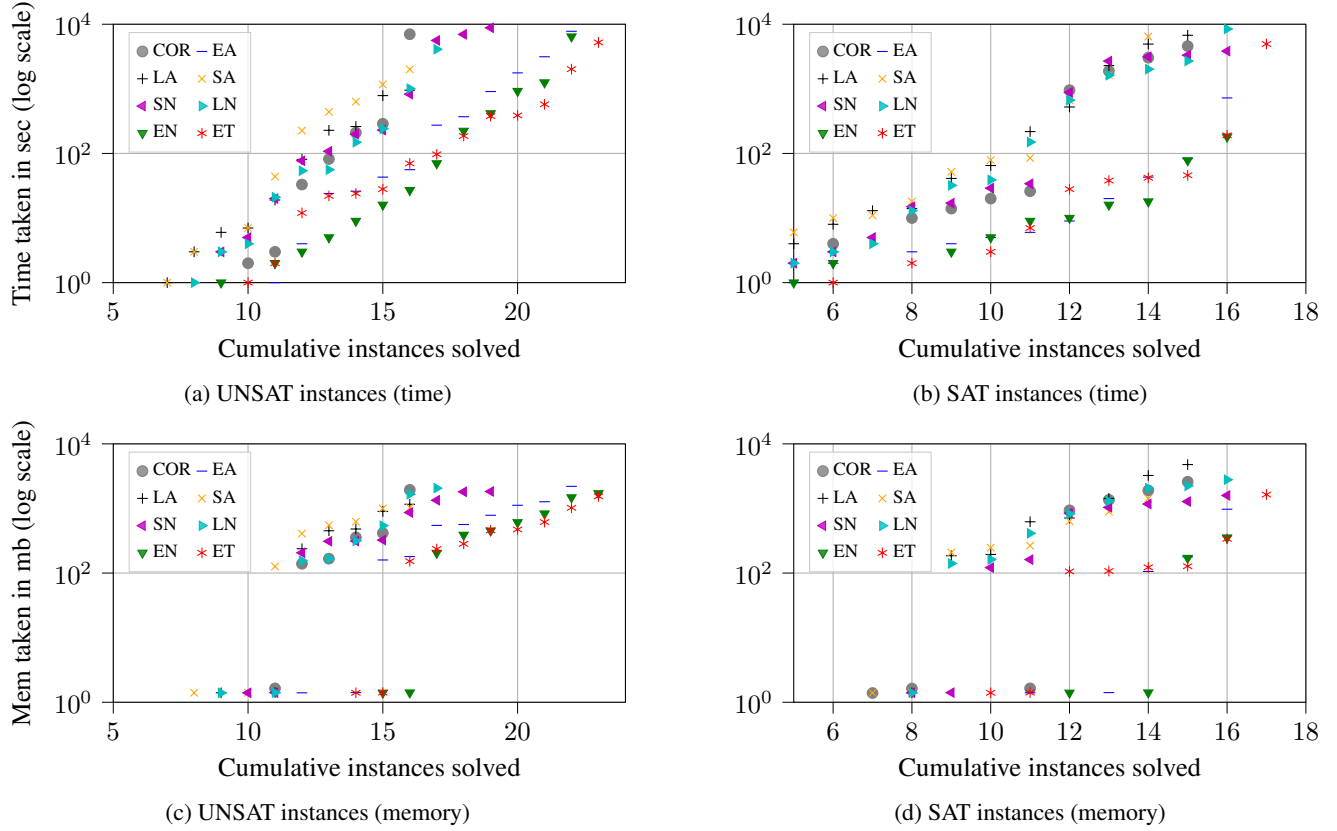 Time taken in sec (log scale)
10^4
10^2
10^0
COR EA
LA SA
SN LN
EN ET
5 10 15 20
Cumulative instances solved
(a) UNSAT instances (time)
10^4
10^2
10^0
COR EA
LA SA
SN LN
EN ET
6 8 10 12 14 16 18
Cumulative instances solved
(b) SAT instances (time)
Mem taken in mb (log scale)
10^4
10^2
10^0
COR EA
LA SA
SN LN
EN ET
5 10 15 20
Cumulative instances solved
(c) UNSAT instances (memory)
10^4
10^2
10^0
COR EA
LA SA
SN LN
EN ET
6 8 10 12 14 16 18
Cumulative instances solved
(d) SAT instances (memory)